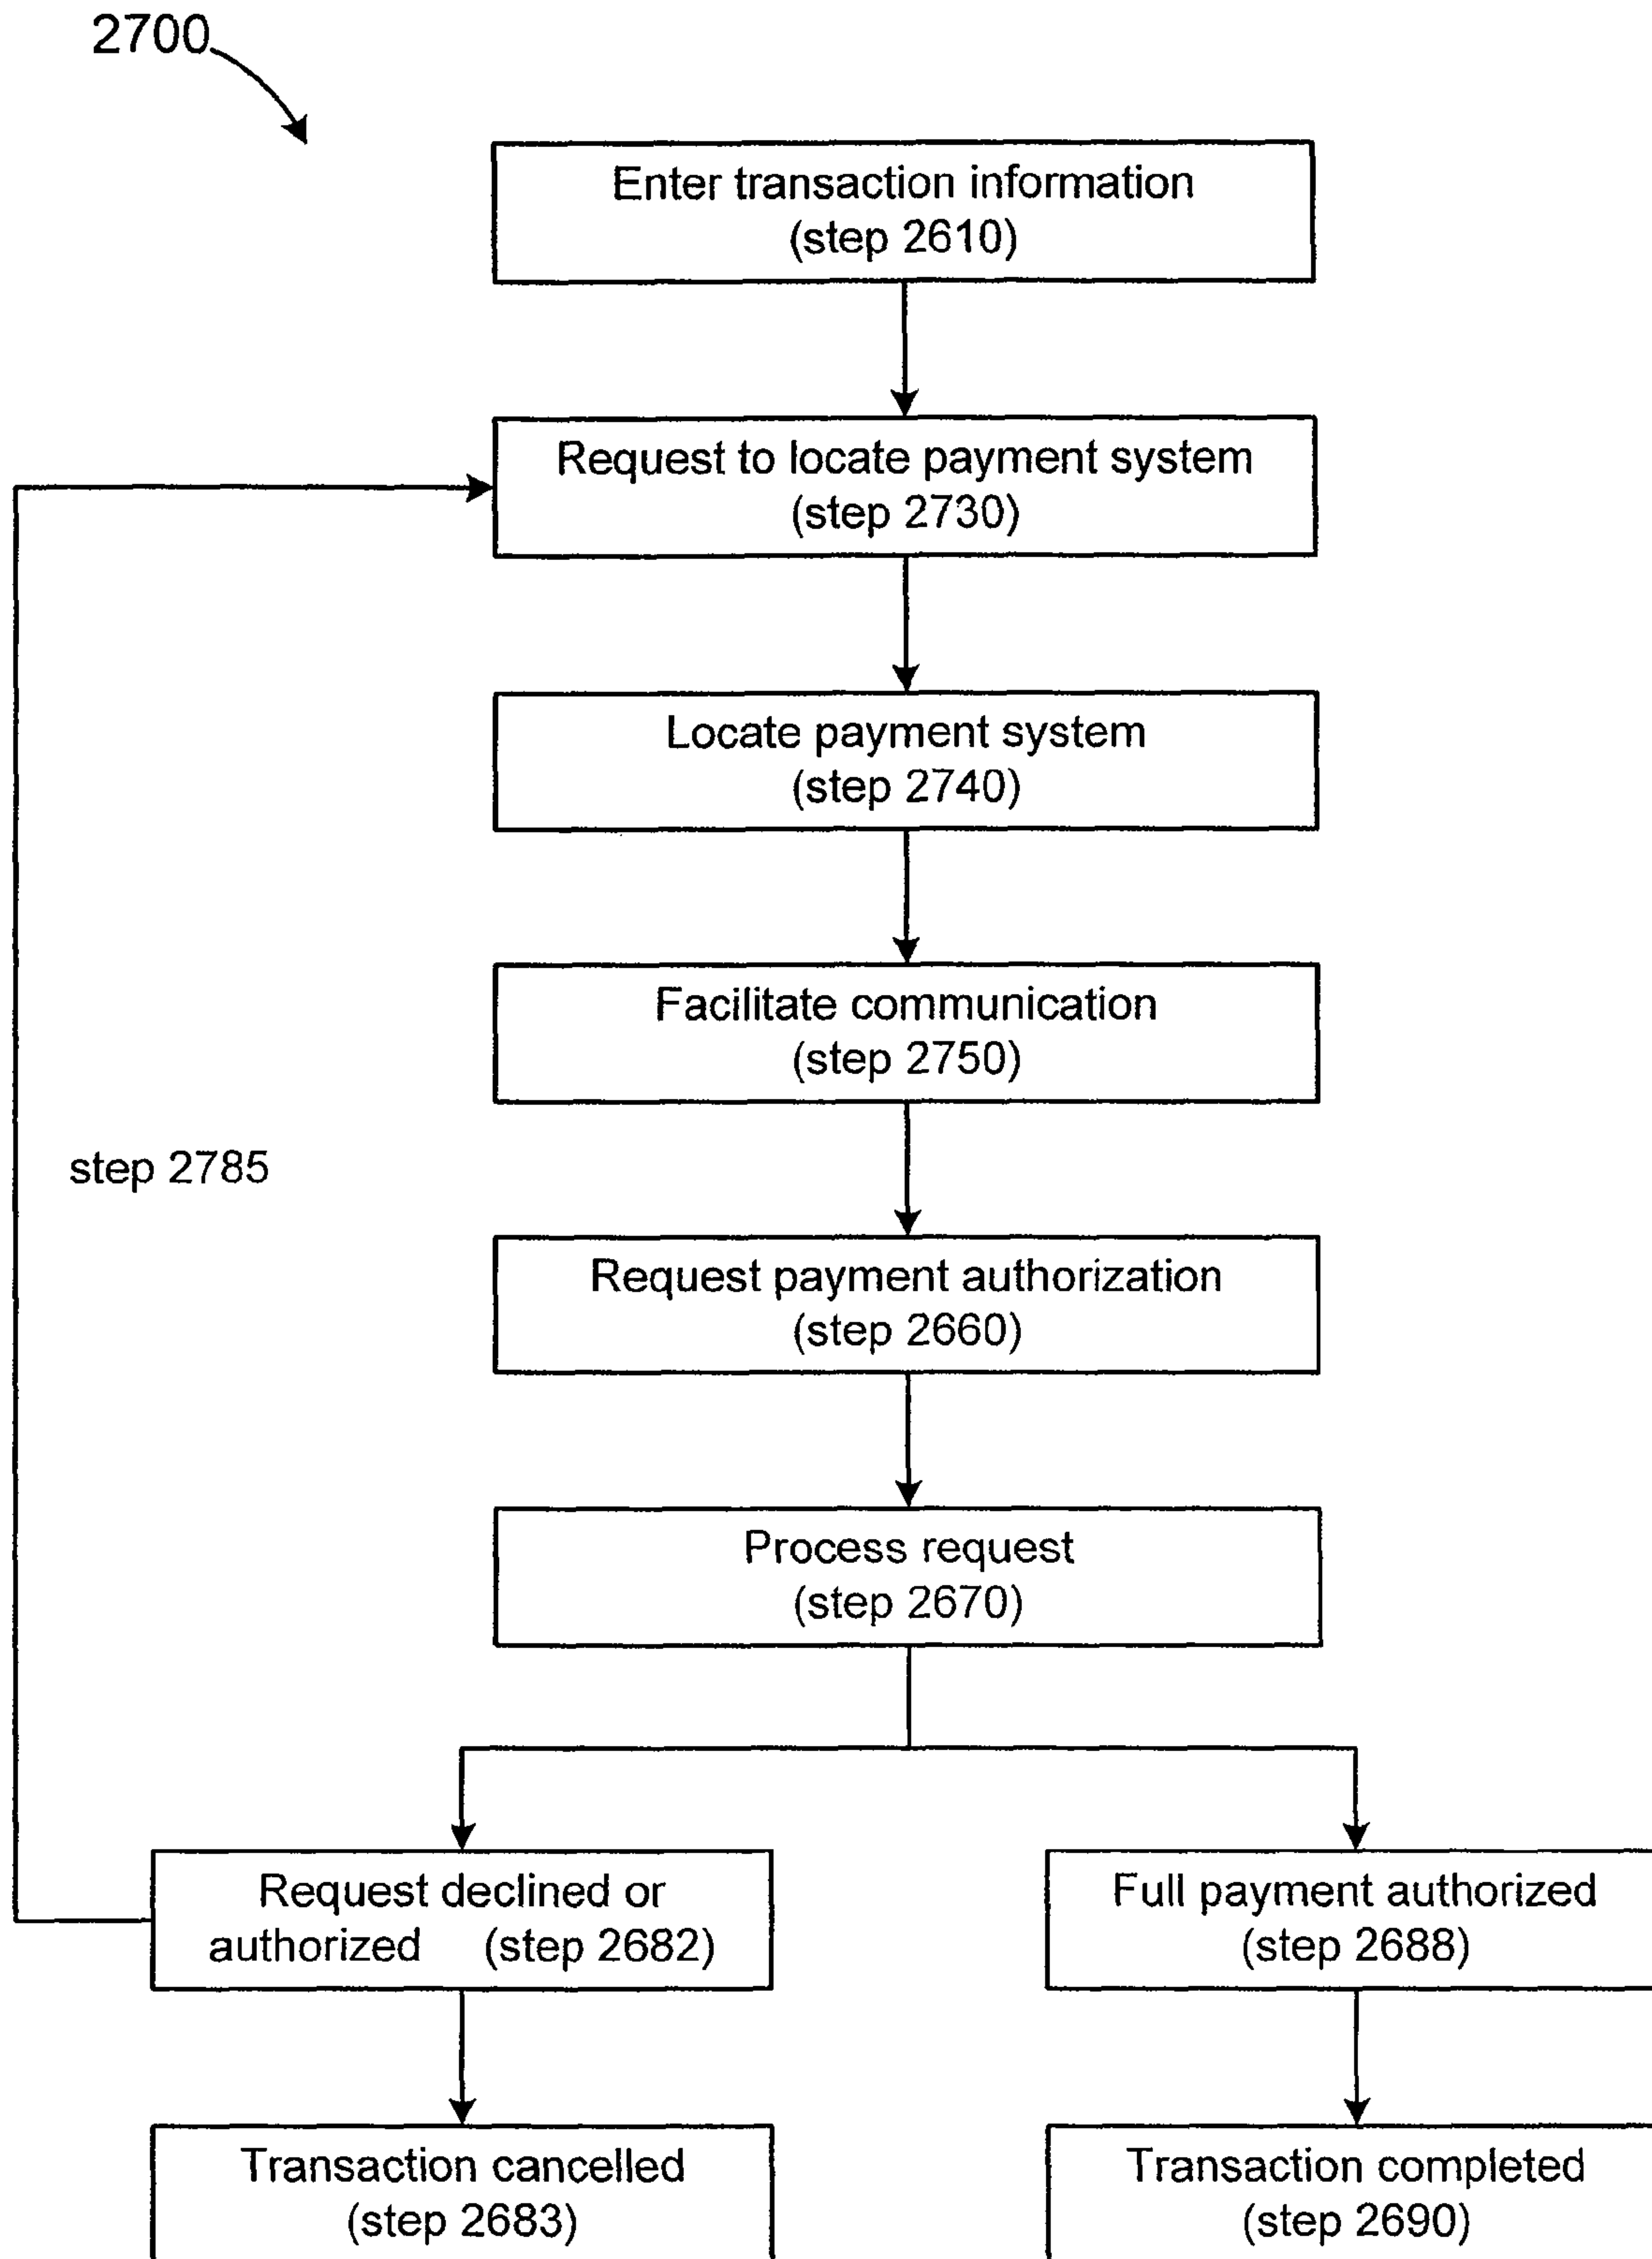 2700
Enter transaction information
(step 2610)
Request to locate payment system
(step 2730)
Locate payment system
(step 2740)
Facilitate communication
(step 2750)
step 2785
Request payment authorization
(step 2660)
Process request
(step 2670)
Request declined or
authorized (step 2682)
Full payment authorized
(step 2688)
Transaction cancelled
(step 2683)
Transaction completed
(step 2690)